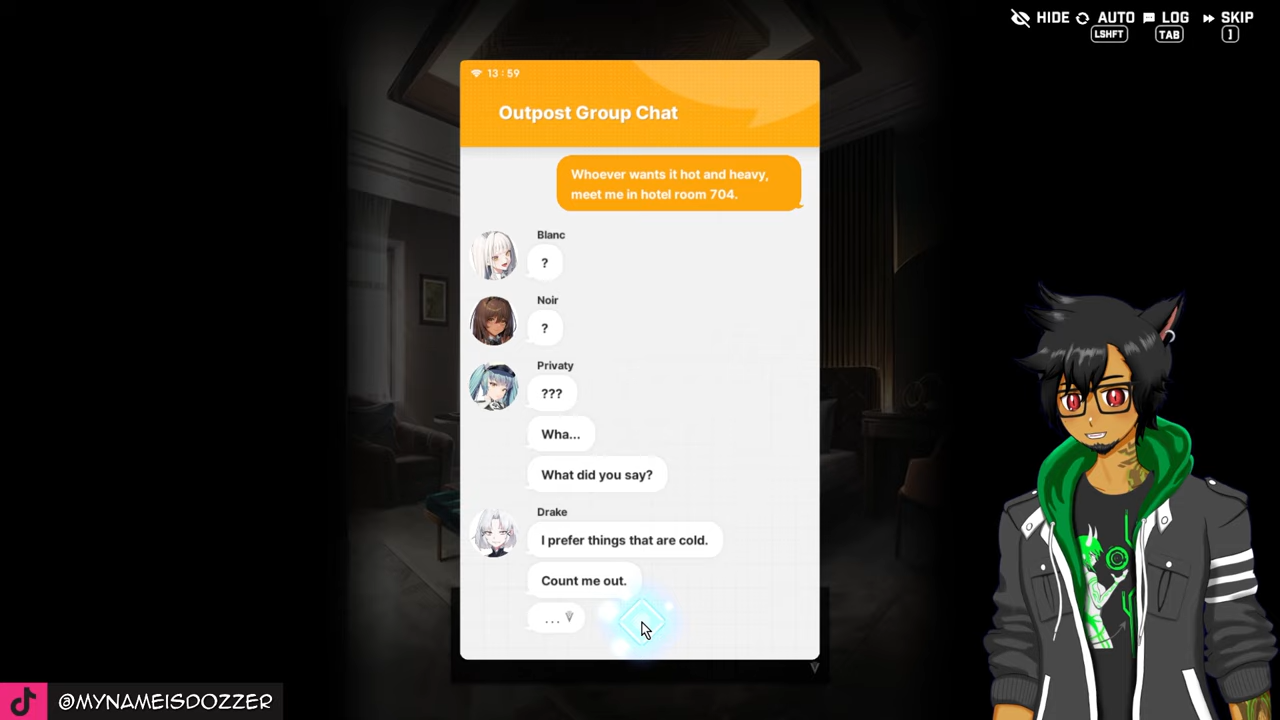 HIDE AUTO LOG SKIP
LSHFT TAB ]
13 : 59
Outpost Group Chat
Whoever wants it hot and heavy,
meet me in hotel room 704.
Blanc
?
Noir
?
Privaty
???
Wha...
What did you say?
Drake
I prefer things that are cold.
Count me out.
...
@MYNAMEISDOZZER